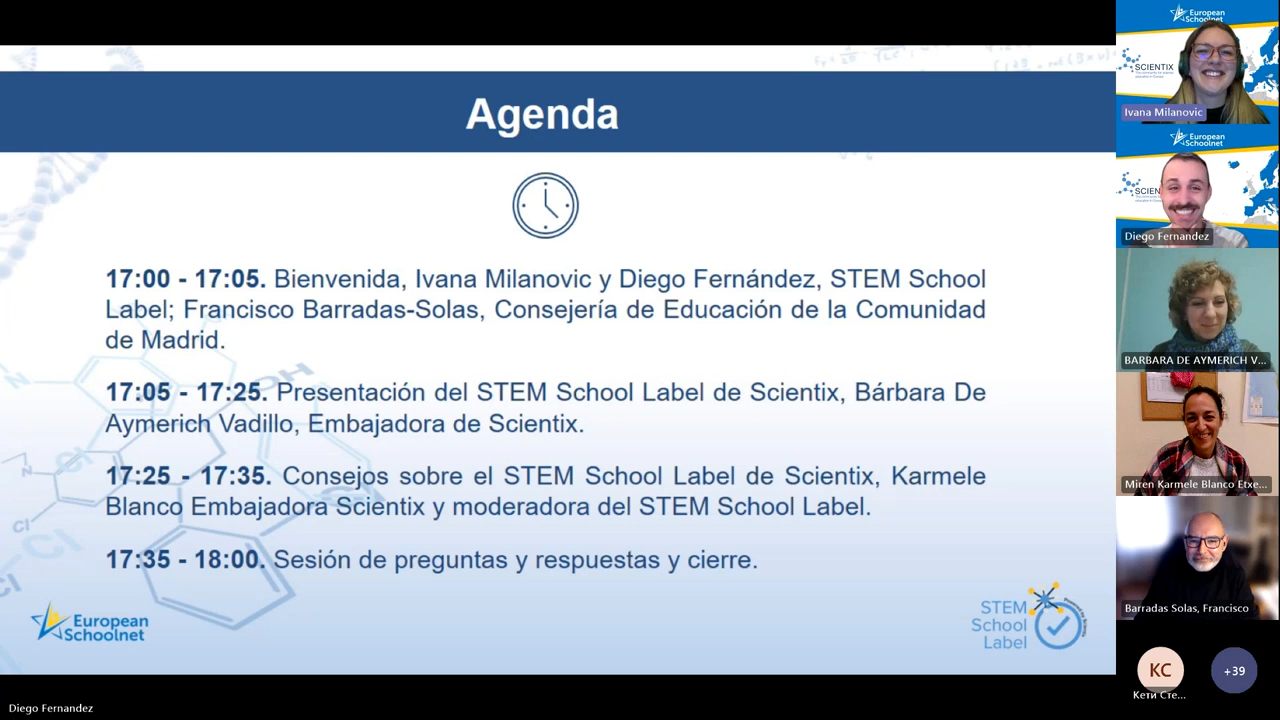 Agenda
17:00 - 17:05. Bienvenida, Ivana Milanovic y Diego Fernández, STEM School
Label; Francisco Barradas-Solas, Consejería de Educación de la Comunidad
de Madrid.
17:05 - 17:25. Presentación del STEM School Label de Scientix, Bárbara De
Aymerich Vadillo, Embajadora de Scientix.
17:25 - 17:35. Consejos sobre el STEM School Label de Scientix, Karmele
Blanco Embajadora Scientix y moderadora del STEM School Label.
17:35 - 18:00. Sesión de preguntas y respuestas y cierre.
European
Schoolnet
STEM
School
Label
Diego Fernandez
European
Schoolnet
SCIENTIX
Ivana Milanovic
European
Schoolnet
SCIEN
Diego Fernandez
BARBARA DE AYMERICH V...
Miren Karmele Blanco Etxe...
Barradas Solas, Francisco
КС
Кети Сте...
+39